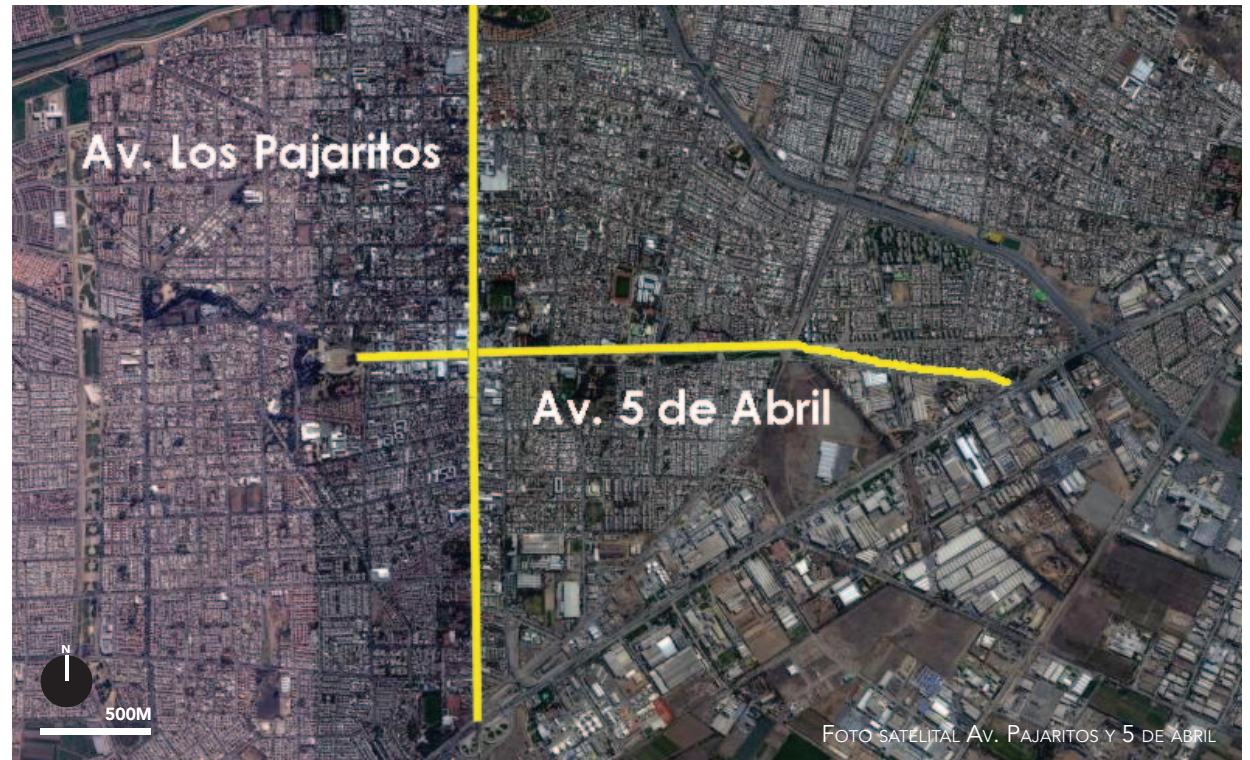 Av. Los Pajaritos
Av. 5 de Abril
N
500M
Foto satelital Av. Pajaritos y 5 de abril